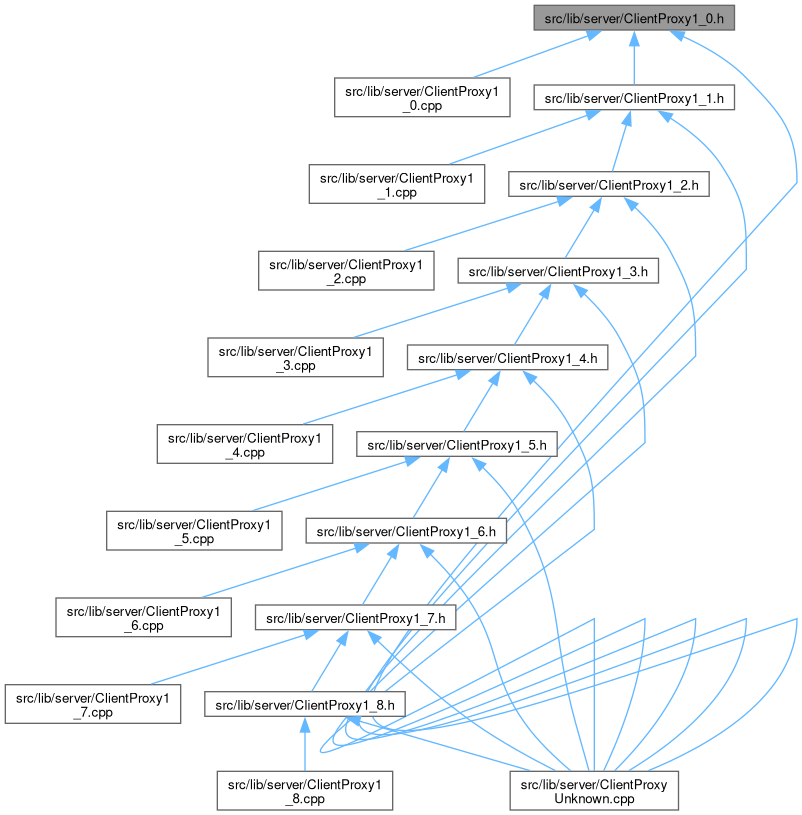 src/lib/server/ClientProxy1_0.h
src/lib/server/ClientProxy1
_0.cpp
src/lib/server/ClientProxy1_1.h
src/lib/server/ClientProxy1
_1.cpp
src/lib/server/ClientProxy1_2.h
src/lib/server/ClientProxy1
_2.cpp
src/lib/server/ClientProxy1_3.h
src/lib/server/ClientProxy1
_3.cpp
src/lib/server/ClientProxy1_4.h
src/lib/server/ClientProxy1
_4.cpp
src/lib/server/ClientProxy1_5.h
src/lib/server/ClientProxy1
_5.cpp
src/lib/server/ClientProxy1_6.h
src/lib/server/ClientProxy1
_6.cpp
src/lib/server/ClientProxy1_7.h
src/lib/server/ClientProxy1
_7.cpp
src/lib/server/ClientProxy1_8.h
src/lib/server/ClientProxy1
_8.cpp
src/lib/server/ClientProxy
Unknown.cpp